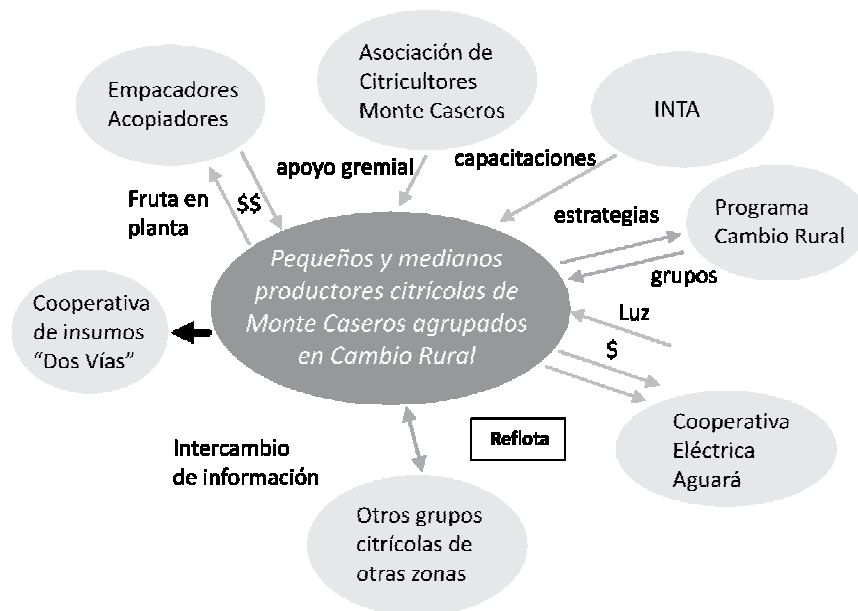 Asociación de
Citricultores
Monte Caseros
Empacadores
Acopiadores
INTA
apoyo gremial
capacitaciones
Fruta en
planta
$$
estrategias
Programa
Cambio Rural
grupos
Pequeños y medianos
productores citrícolas de
Monte Caseros agrupados
en Cambio Rural
Cooperativa
de insumos
“Dos Vías”
Luz
$
Cooperativa
Eléctrica
Aguará
Reflota
Intercambio
de información
Otros grupos
citrícolas de
otras zonas